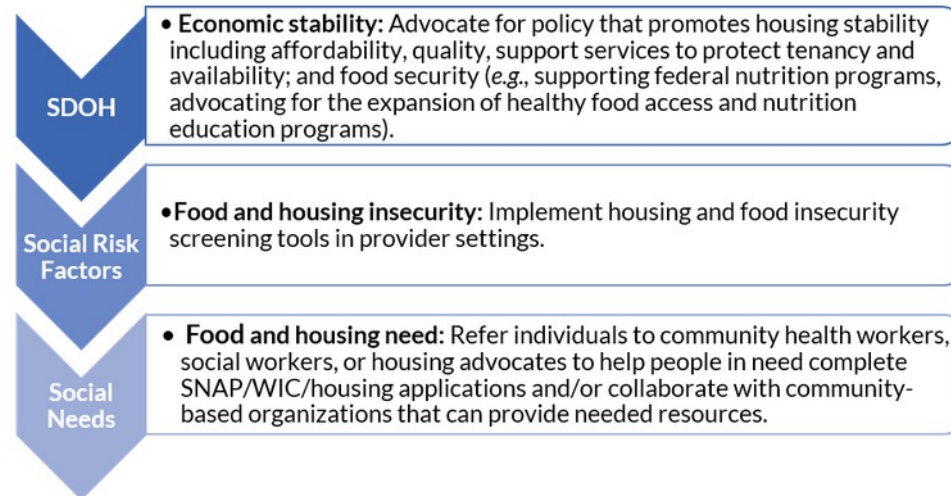 SDOH
• Economic stability: Advocate for policy that promotes housing stability
including affordability, quality, support services to protect tenancy and
availability; and food security (e.g., supporting federal nutrition programs,
advocating for the expansion of healthy food access and nutrition
education programs).
Social Risk
Factors
•Food and housing insecurity: Implement housing and food insecurity
screening tools in provider settings.
Social
Needs
• Food and housing need: Refer individuals to community health workers,
social workers, or housing advocates to help people in need complete
SNAP/WIC/housing applications and/or collaborate with community-
based organizations that can provide needed resources.